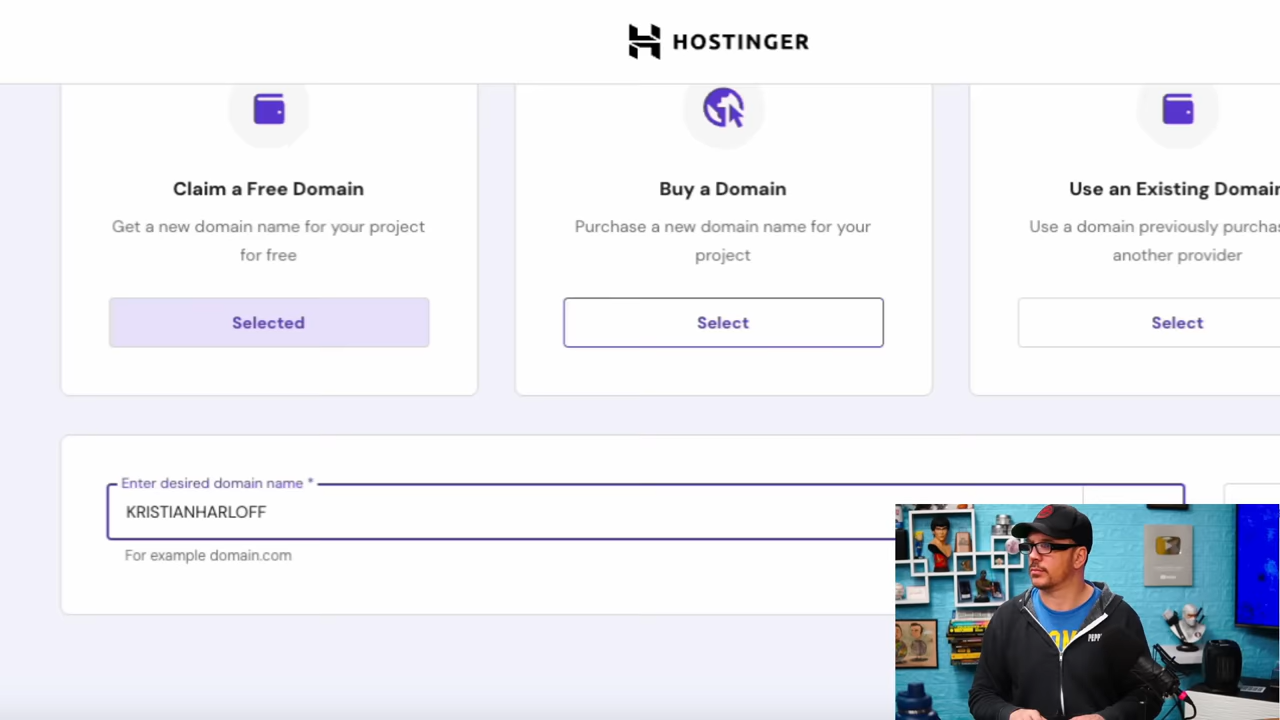 HOSTINGER
Claim a Free Domain
Get a new domain name for your project
for free
Selected
Buy a Domain
Purchase a new domain name for your
project
Select
Use an Existing Domain
Use a domain previously purchas
another provider
Select
Enter desired domain name *
KRISTIANHARLOFF
For example domain.com